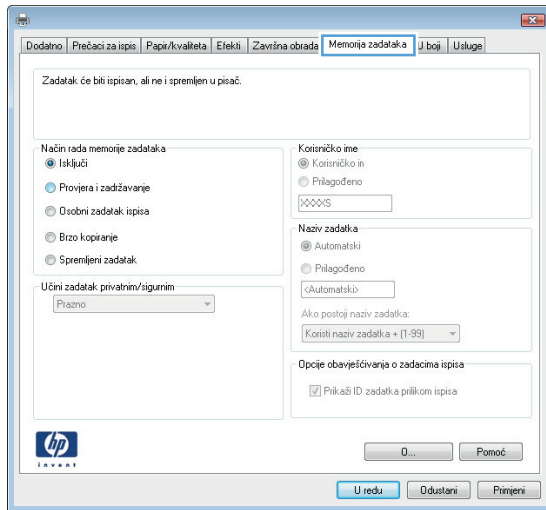 Dodatno Prečaci za ispis Papir/kvaliteta Efekti Završna obrada Memorija zadataka U boji Usluge
Zadatak će biti ispisan, ali ne i spremljen u pisač.
Način rada memorije zadataka
Isključi
Provjera i zadržavanje
Osobni zadatak ispisa
Brzo kopiranje
Spremljeni zadatak
Učini zadatak privatnim/sigurnim
Prazno
Korisničko ime
Korisničko in
Prilagođeno
XXXXS
Naziv zadatka
Automatski
Prilagođeno
<Automatski>
Ako postoji naziv zadatka:
Koristi naziv zadatka + (1-99)
Opcije obavješćivanja o zadacima ispisa
Prikaži ID zadatka prilikom ispisa
hp
invent
O... Pomoć
U redu Odustani Primjeni